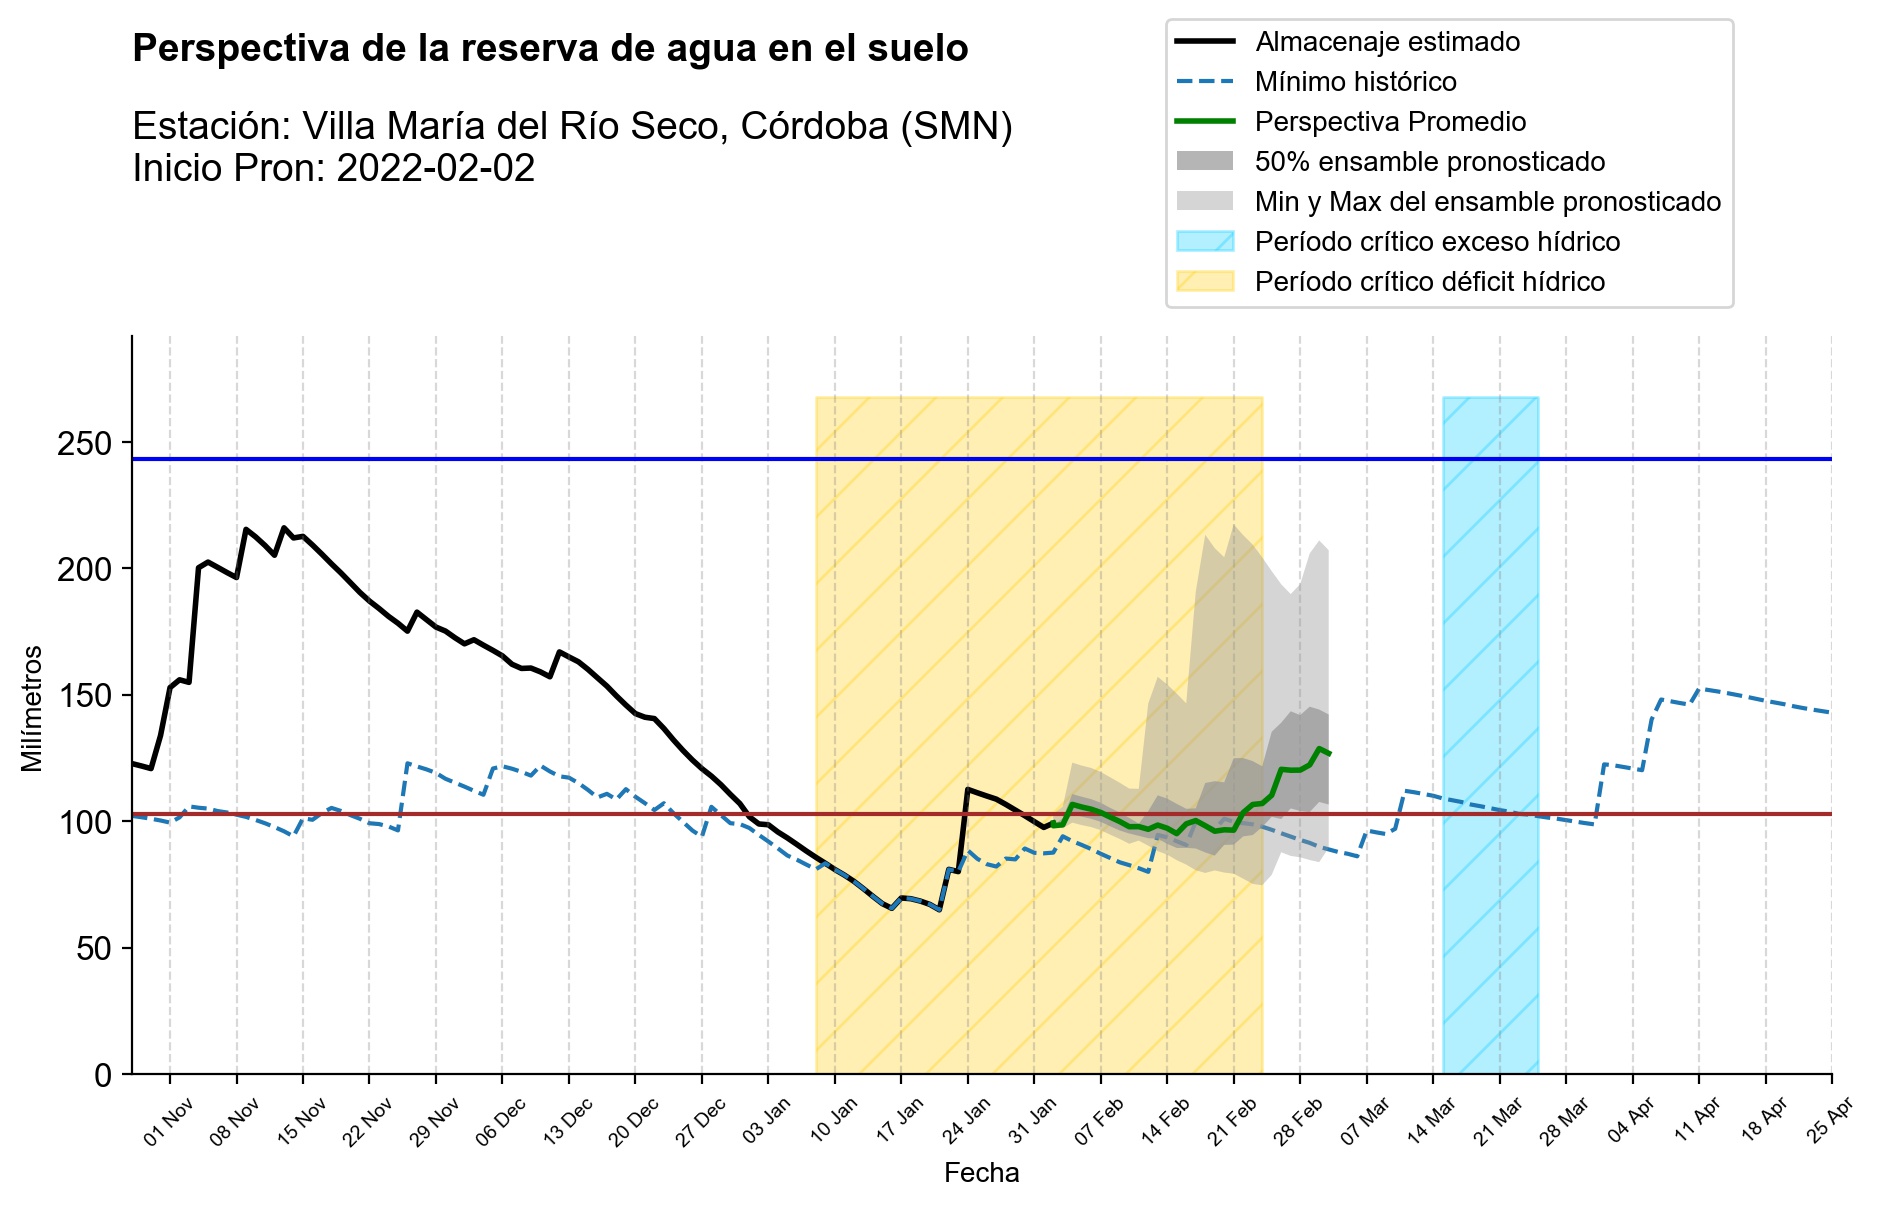 Perspectiva de la reserva de agua en el suelo
Estación: Villa María del Río Seco, Córdoba (SMN)
Inicio Pron: 2022-02-02
Almacenaje estimado
Mínimo histórico
Perspectiva Promedio
50% ensamble pronosticado
Min y Max del ensamble pronosticado
Período crítico exceso hídrico
Período crítico déficit hídrico
Milímetros
250
200
150
100
50
0
01 Nov
08 Nov
15 Nov
22 Nov
29 Nov
06 Dec
13 Dec
20 Dec
27 Dec
03 Jan
10 Jan
17 Jan
24 Jan
31 Jan
07 Feb
14 Feb
21 Feb
28 Feb
07 Mar
14 Mar
21 Mar
28 Mar
04 Apr
11 Apr
18 Apr
25 Apr
Fecha